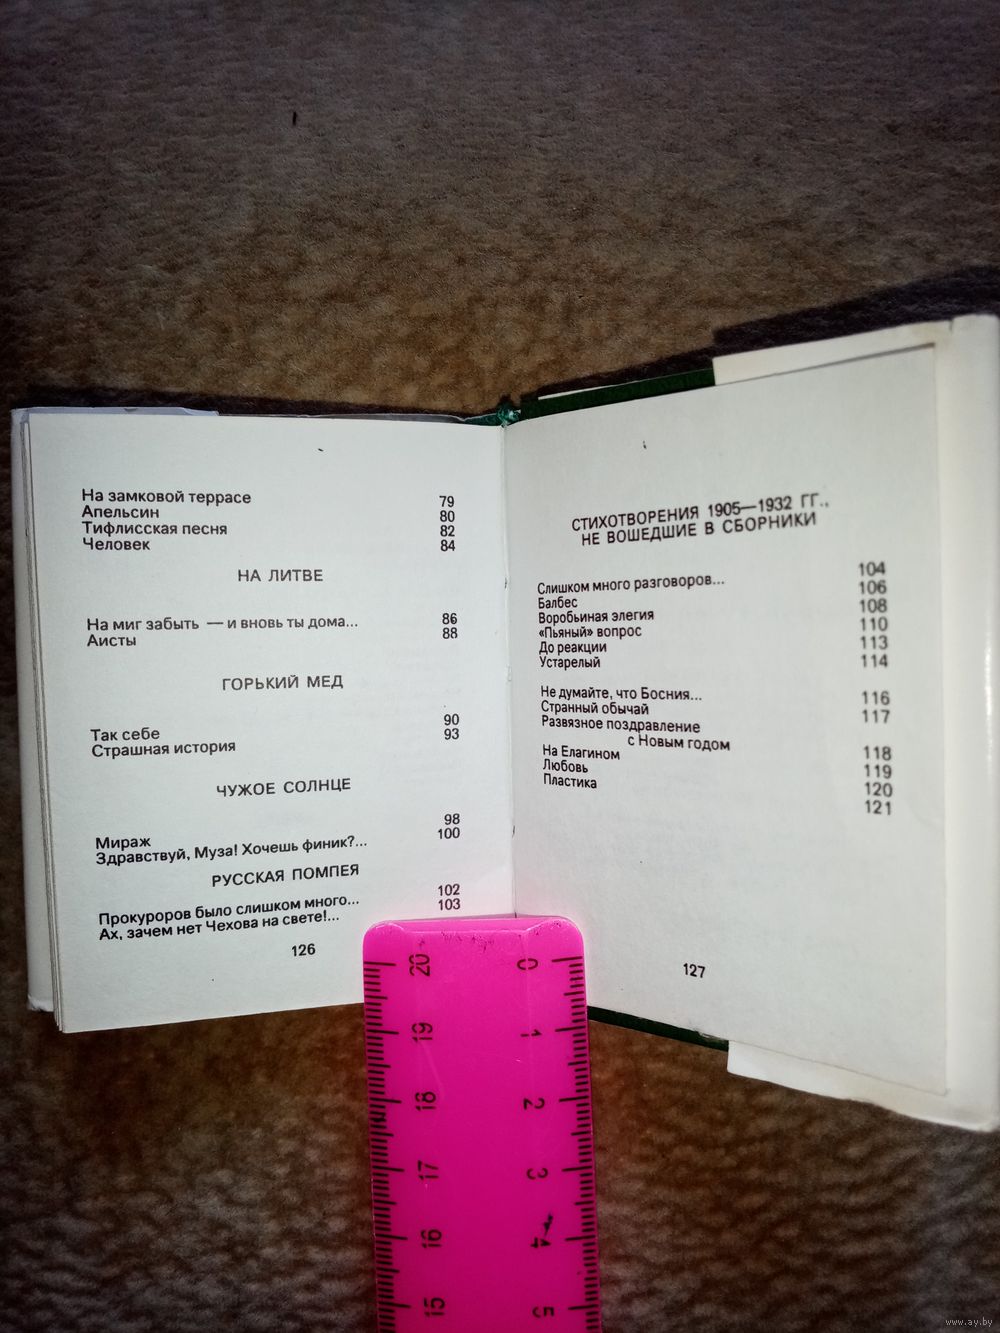 На замковой террасе 79
Апельсин 80
Тифлисская песня 82
Человек 84
НА ЛИТВЕ
На миг забыть — и вновь ты дома... 86
Аисты 88
ГОРЬКИЙ МЕД
Так себе 90
Страшная история 93
ЧУЖОЕ СОЛНЦЕ
Мираж 98
Здравствуй, Муза! Хочешь финик?... 100
РУССКАЯ ПОМПЕЯ
Прокуроров было слишком много... 102
Ах, зачем нет Чехова на свете!... 103
126
СТИХОТВОРЕНИЯ 1905—1932 ГГ.,
НЕ ВОШЕДШИЕ В СБОРНИКИ
Слишком много разговоров... 104
Балбес 106
Воробьиная элегия 108
«Пьяный» вопрос 110
До реакции 113
Устарелый 114
Не думайте, что Босния... 116
Странный обычай 117
Развязное поздравление
с Новым годом 118
На Елагином 119
Любовь 120
Пластика 121
127
20 0
19 1
18 2
17 3
16 4
15 5
www.ay.by